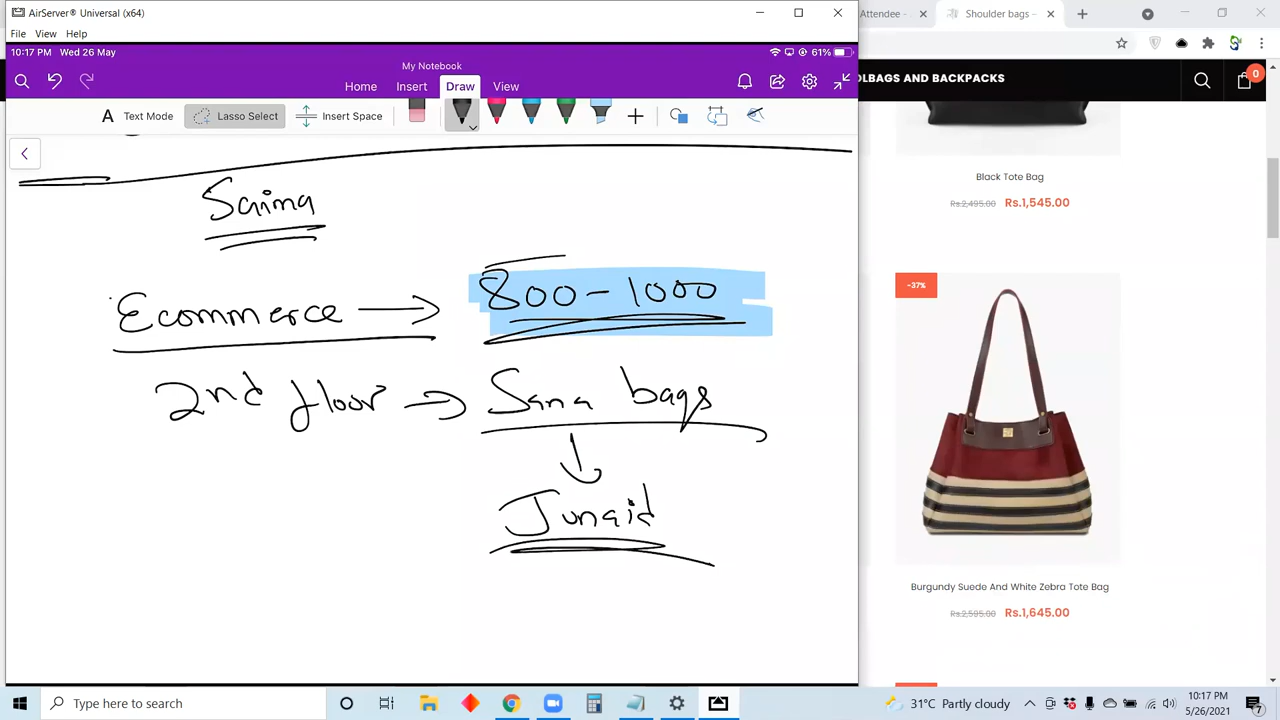 AirServer® Universal (x64)
File View Help
10:17 PM Wed 26 May
61%
My Notebook
Home Insert Draw View
Text Mode Lasso Select Insert Space
Saima
Ecommerce → 800 - 1000
2nd floor → Sana bags
Junaid
Attendee - Shoulder bags -
OLBAGS AND BACKPACKS
0
Black Tote Bag
Rs.2,495.00 Rs.1,545.00
-37%
Burgundy Suede And White Zebra Tote Bag
Rs.2,595.00 Rs.1,645.00
Type here to search
31°C Partly cloudy
10:17 PM
5/26/2021
7